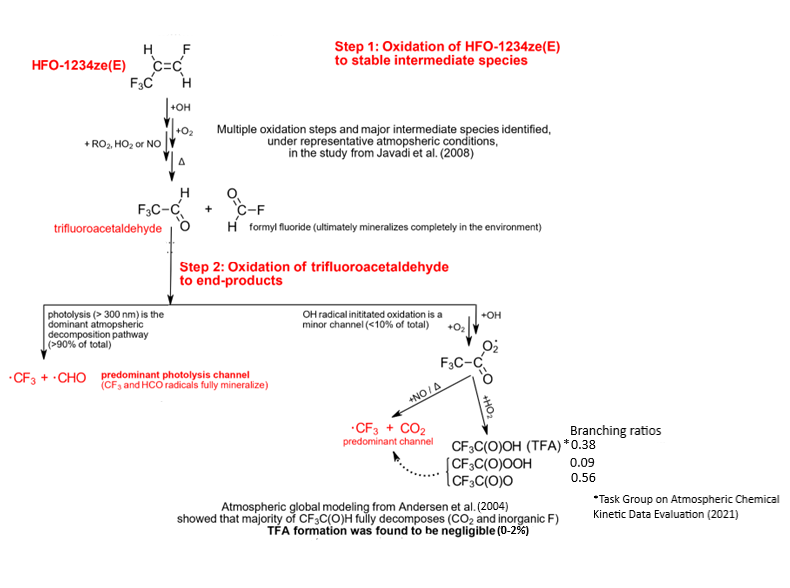 Step 1: Oxidation of HFO-1234ze(E)
to stable intermediate species
HFO-1234ze(E)
H F
C=C
F₃C H
+OH
+O₂
+ RO₂, HO₂ or NO
Δ
Multiple oxidation steps and major intermediate species identified,
under representative atmopsheric conditions,
in the study from Javadi et al. (2008)
H O
F₃C–C + C–F
O H
trifluoroacetaldehyde
formyl fluoride (ultimately mineralizes completely in the environment)
Step 2: Oxidation of trifluoroacetaldehyde
to end-products
photolysis (> 300 nm) is the
dominant atmopsheric
decomposition pathway
(>90% of total)
OH radical inititated oxidation is a
minor channel (<10% of total)
+OH
+O₂
·CF₃ + ·CHO
predominant photolysis channel
(CF₃ and HCO radicals fully mineralize)
O₂•
F₃C–C
O
+NO / Δ
+HO₂
·CF₃ + CO₂
predominant channel
Branching ratios
CF₃C(O)OH (TFA) *0.38
CF₃C(O)OOH 0.09
CF₃C(O)O 0.56
*Task Group on Atmospheric Chemical
Kinetic Data Evaluation (2021)
Atmospheric global modeling from Andersen et al. (2004)
showed that majority of CF₃C(O)H fully decomposes (CO₂ and inorganic F)
TFA formation was found to be negligible (0-2%)